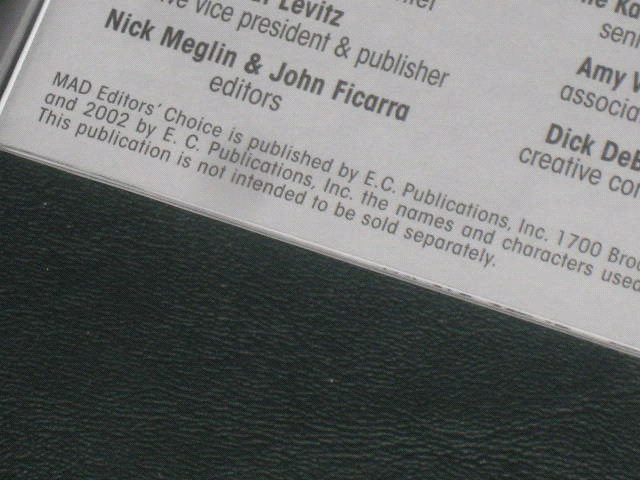 Levitz
vice president & publisher
Nick Meglin & John Ficarra
editors
Amy
Dick
creative
MAD Editors' Choice is published by E.C. Publications, Inc. 1700
and 2002 by E. C. Publications, Inc. the names and characters used
This publication is not intended to be sold separately.